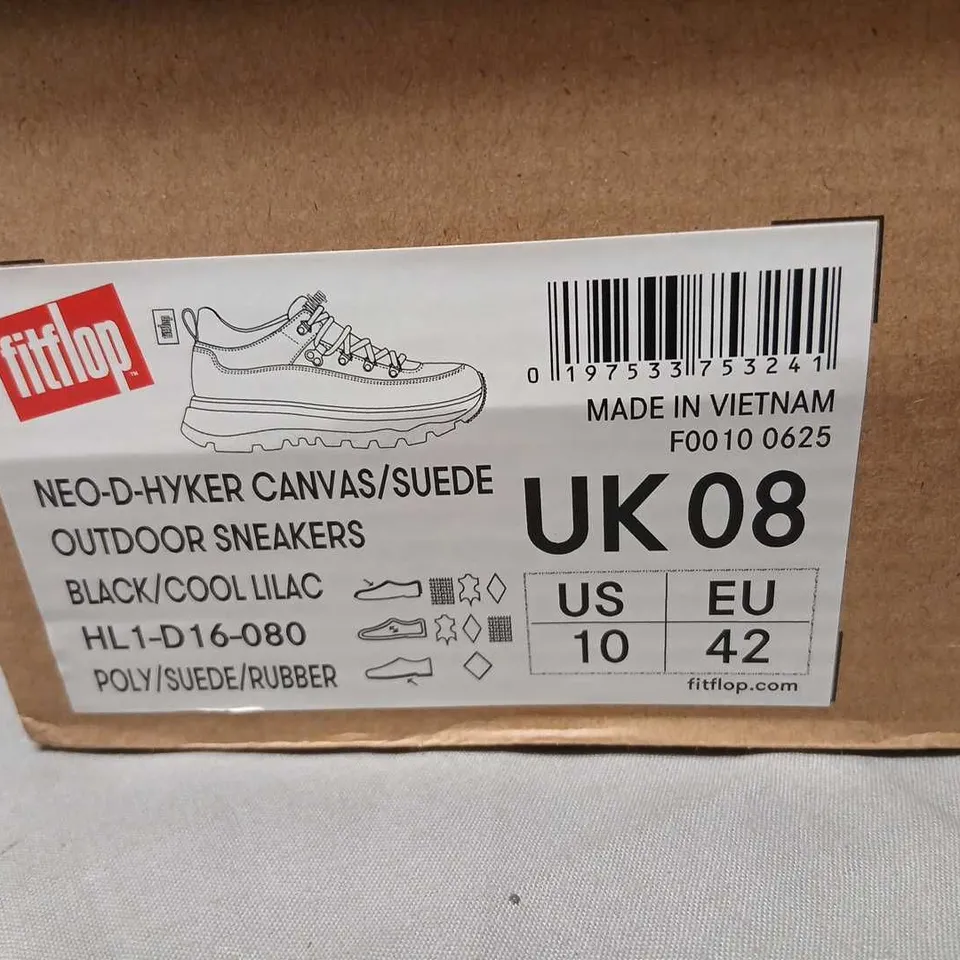 fitflop™
0 197533 753241
MADE IN VIETNAM
F0010 0625
NEO-D-HYKER CANVAS/SUEDE
OUTDOOR SNEAKERS
BLACK/COOL LILAC
HL1-D16-080
POLY/SUEDE/RUBBER
UK 08
US EU
10 42
fitflop.com